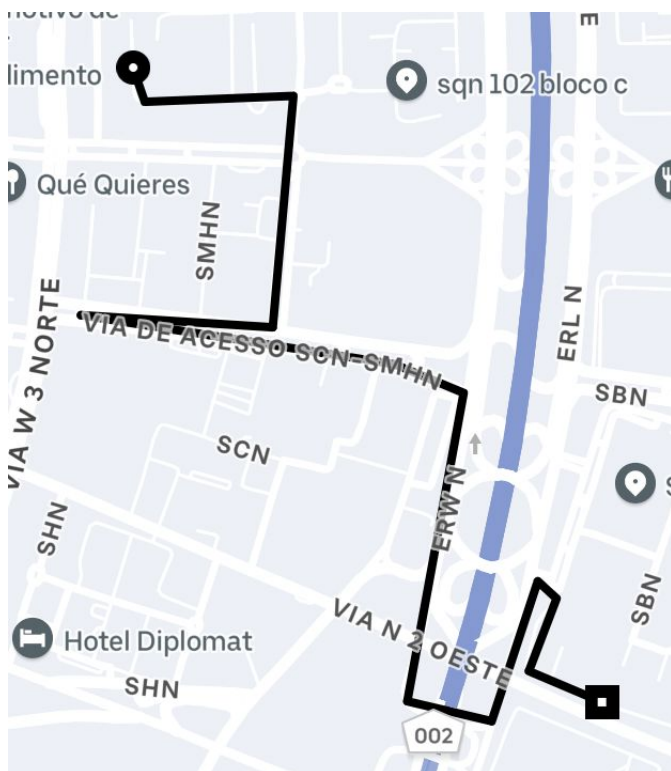 limento
sqn 102 bloco c
E
Qué Quieres
SMHN
VIA W 3 NORTE
VIA DE ACESSO SCN-SMHN
ERL N
SBN
SCN
ERW N
SHN
SBN
VIA N 2 OESTE
Hotel Diplomat
SHN
002